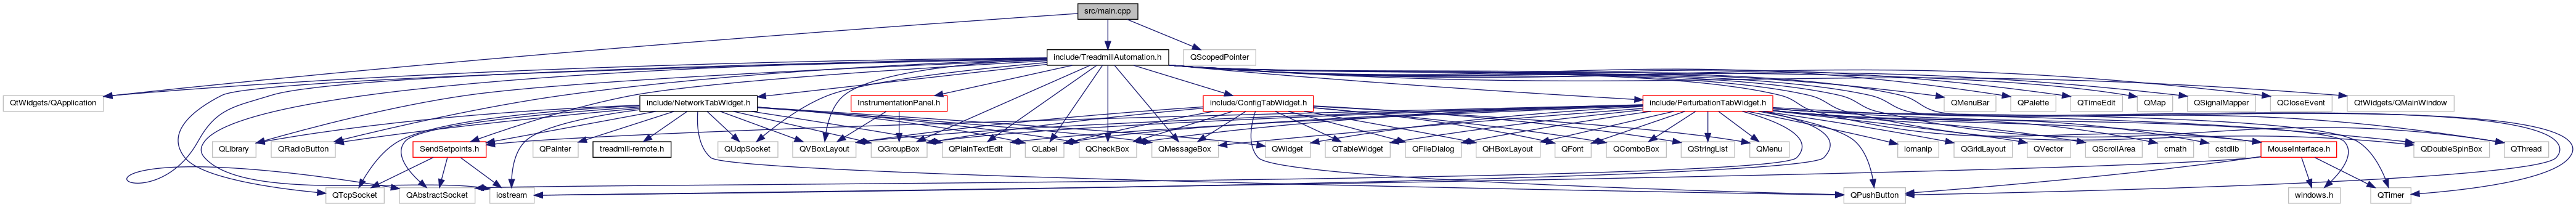 src/main.cpp
include/TreadmillAutomation.h
QScopedPointer
QtWidgets/QApplication
include/NetworkTabWidget.h
InstrumentationPanel.h
include/ConfigTabWidget.h
include/PerturbationTabWidget.h
QMenuBar
QPalette
QTimeEdit
QMap
QSignalMapper
QCloseEvent
QtWidgets/QMainWindow
QLibrary
QRadioButton
SendSetpoints.h
QPainter
treadmill-remote.h
QUdpSocket
QVBoxLayout
QGroupBox
QPlainTextEdit
QLabel
QCheckBox
QMessageBox
QWidget
QTableWidget
QFileDialog
QHBoxLayout
QFont
QComboBox
QStringList
QMenu
iomanip
QGridLayout
QVector
QScrollArea
cmath
cstdlib
MouseInterface.h
QDoubleSpinBox
QThread
QTcpSocket
QAbstractSocket
iostream
QPushButton
windows.h
QTimer